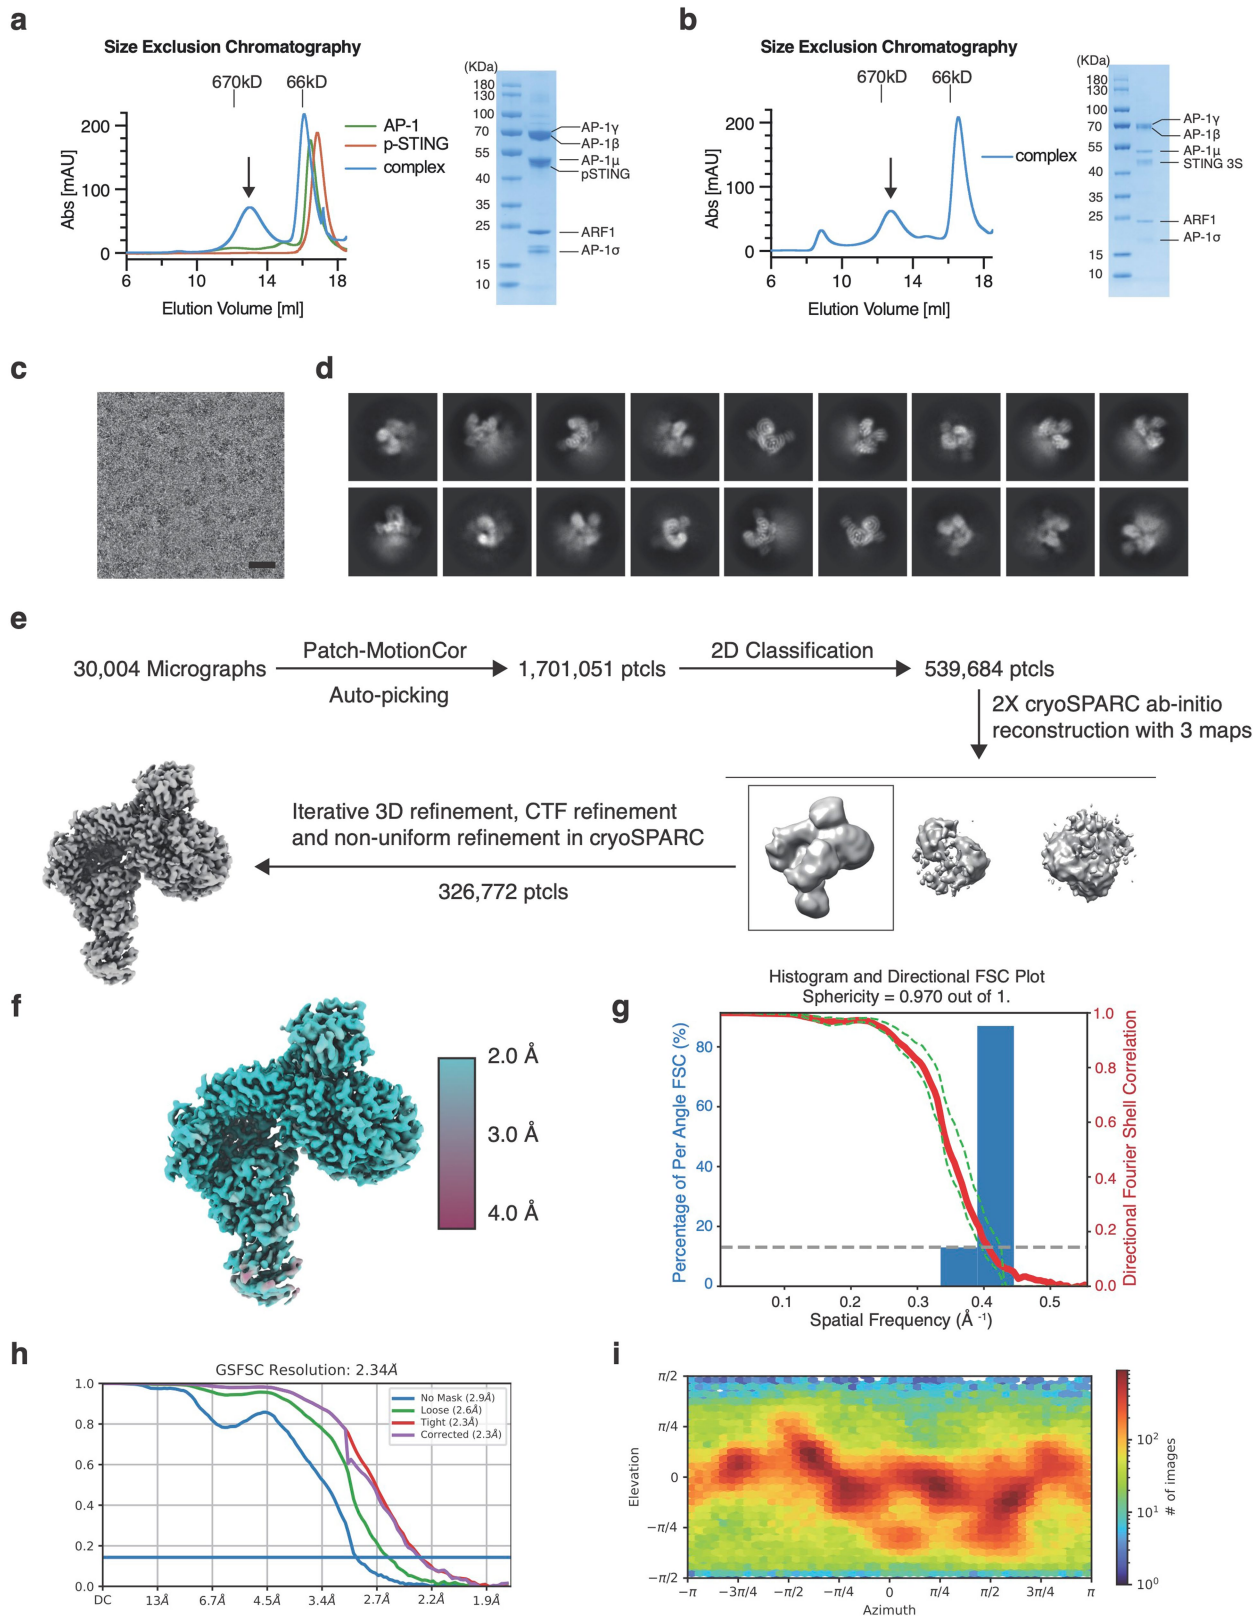 a
Size Exclusion Chromatography
670kD
66kD
200
100
0
Abs [mAU]
6
10
14
18
Elution Volume [ml]
AP-1
p-STING
complex
(KDa)
180
130
100
70
55
40
35
25
15
10
AP-1γ
AP-1β
AP-1μ
pSTING
ARF1
AP-1σ
b
Size Exclusion Chromatography
670kD
66kD
200
100
0
Abs [mAU]
6
10
14
18
Elution Volume [ml]
complex
(KDa)
180
130
100
70
55
40
35
25
15
10
AP-1γ
AP-1β
AP-1μ
STING 3S
ARF1
AP-1σ
c
d
e
30,004 Micrographs
Patch-MotionCor
Auto-picking
1,701,051 ptcls
2D Classification
539,684 ptcls
2X cryoSPARC ab-initio
reconstruction with 3 maps
Iterative 3D refinement, CTF refinement
and non-uniform refinement in cryoSPARC
326,772 ptcls
f
2.0 Å
3.0 Å
4.0 Å
g
Histogram and Directional FSC Plot
Sphericity = 0.970 out of 1.
Percentage of Per Angle FSC (%)
80
60
40
20
0
1.0
0.8
0.6
0.4
0.2
0.0
Directional Fourier Shell Correlation
0.1
0.2
0.3
0.4
0.5
Spatial Frequency (Å -1)
h
GSFSC Resolution: 2.34Å
1.0
0.8
0.6
0.4
0.2
0.0
No Mask (2.9Å)
Loose (2.6Å)
Tight (2.3Å)
Corrected (2.3Å)
DC
13Å
6.7Å
4.5Å
3.4Å
2.7Å
2.2Å
1.9Å
i
π/2
π/4
0
−π/4
−π/2
Elevation
−π
−3π/4
−π/2
−π/4
0
π/4
π/2
3π/4
π
Azimuth
10²
10¹
10⁰
# of images